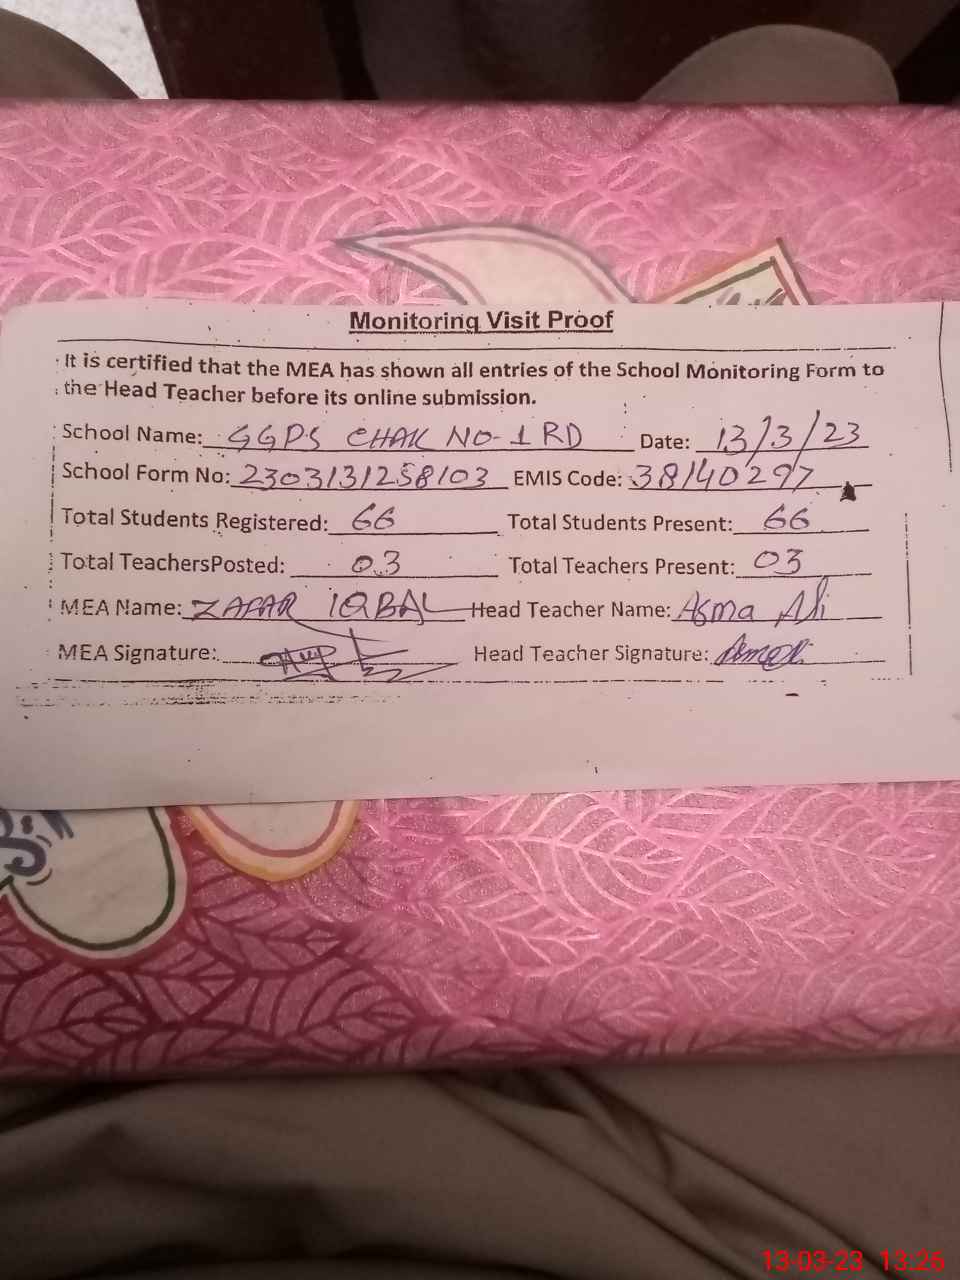 Monitoring Visit Proof
It is certified that the MEA has shown all entries of the School Monitoring Form to
the Head Teacher before its online submission.
School Name: GGPS CHAK NO-1 RD Date: 13/3/23
School Form No: 2303131258103 EMIS Code: 38140297
Total Students Registered: 66 Total Students Present: 66
Total TeachersPosted: 03 Total Teachers Present: 03
MEA Name: ZAFAR IQBAL Head Teacher Name: Asma Ali
MEA Signature: Head Teacher Signature:
13-03-23 13:26